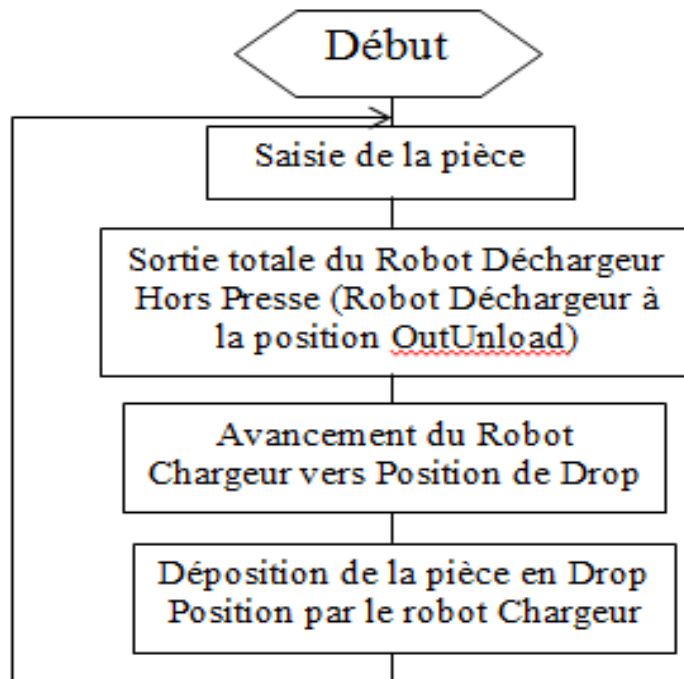 Début
Saisie de la pièce
Sortie totale du Robot Déchargeur
Hors Presse (Robot Déchargeur à
la position OutUnload)
Avancement du Robot
Chargeur vers Position de Drop
Déposition de la pièce en Drop
Position par le robot Chargeur